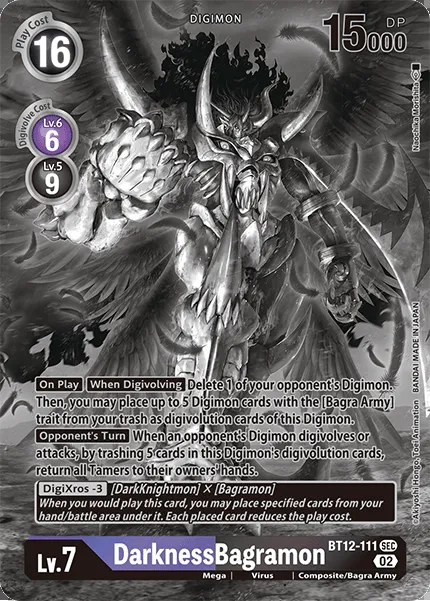 DIGIMON
Play Cost
16
15000 DP
Digivolve Cost
Lv.6
6
Lv.5
9
Naochika Morishita
©Akiyoshi Hongo, Toei Animation BANDAI MADE IN JAPAN
On Play When Digivolving Delete 1 of your opponent's Digimon.
Then, you may place up to 5 Digimon cards with the [Bagra Army]
trait from your trash as digivolution cards of this Digimon.
Opponent's Turn When an opponent's Digimon digivolves or
attacks, by trashing 5 cards in this Digimon's digivolution cards,
return all Tamers to their owners' hands.
DigiXros -3 [DarkKnightmon] × [Bagramon]
When you would play this card, you may place specified cards from your
hand/battle area under it. Each placed card reduces the play cost.
BT12-111 SEC
Lv.7 DarknessBagramon 02
Mega Virus Composite/Bagra Army